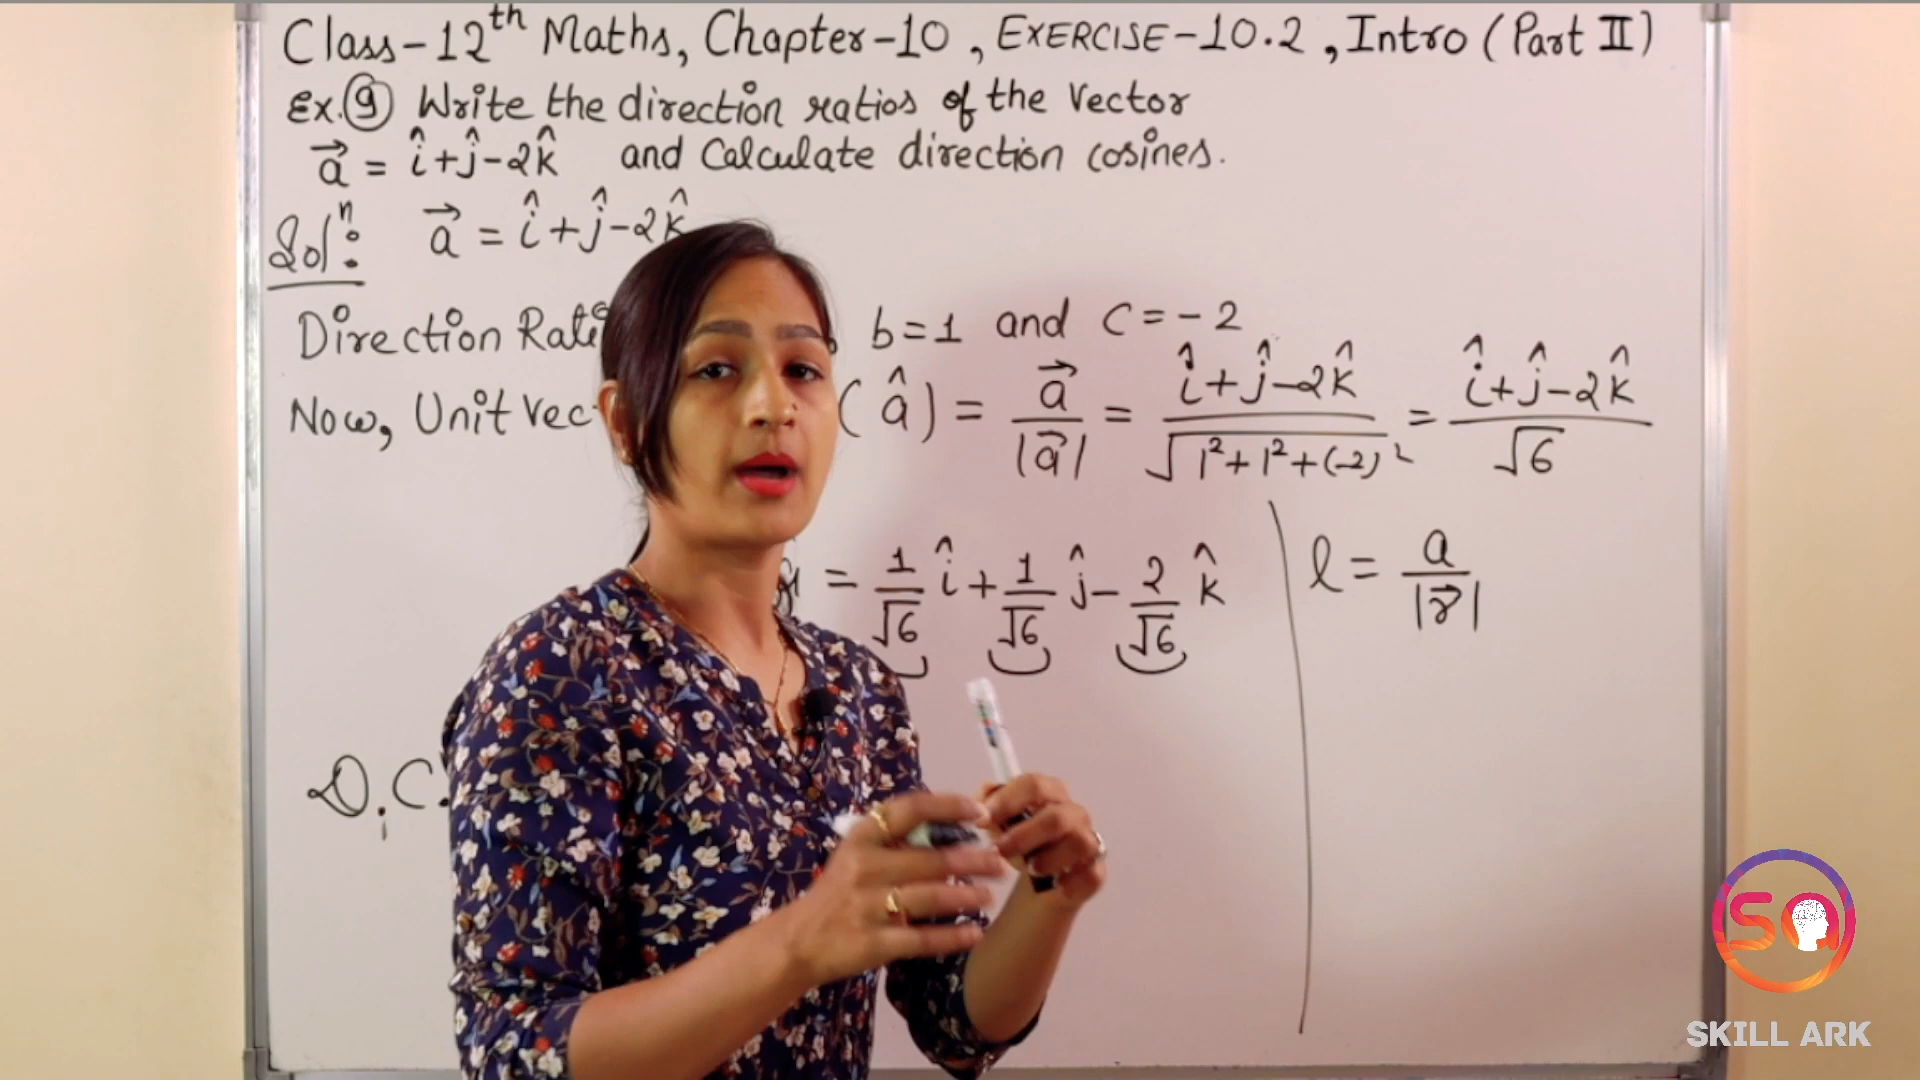 Class-12th Maths, Chapter-10, EXERCISE-10.2, Intro (Part II)
Ex. 9 Write the direction ratios of the vector
a⃗ = î+ĵ-2k̂ and Calculate direction cosines.
Solⁿ: a⃗ = î+ĵ-2k̂
Direction b=1 and c=-2
Now, Unit (â) = a⃗/|a⃗| = (î+ĵ-2k̂)/√(1²+1²+(-2)²) = (î+ĵ-2k̂)/√6
= 1/√6 î + 1/√6 ĵ - 2/√6 k̂
l = a/|r⃗|
D.C.
SA
SKILL ARK